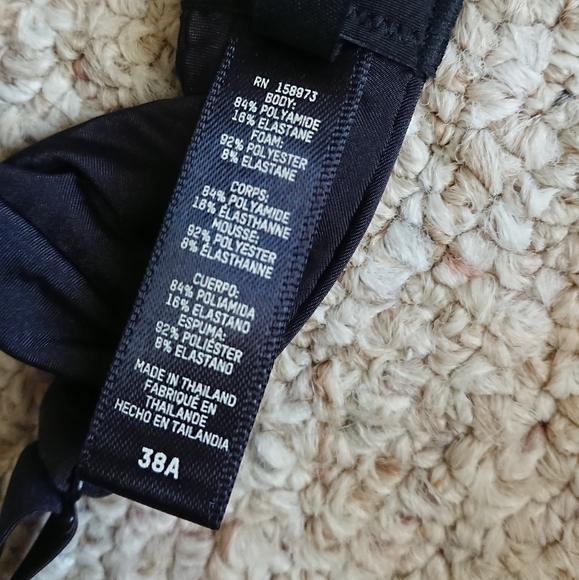 RN 158973
BODY:
84% POLYAMIDE
16% ELASTANE
FOAM:
92% POLYESTER
8% ELASTANE
CORPS:
84% POLYAMIDE
16% ÉLASTHANNE
MOUSSE:
92% POLYESTER
8% ÉLASTHANNE
CUERPO:
84% POLIAMIDA
16% ELASTANO
ESPUMA:
92% POLIÉSTER
8% ELASTANO
MADE IN THAILAND
FABRIQUÉ EN
THAÏLANDE
HECHO EN TAILANDIA
38A